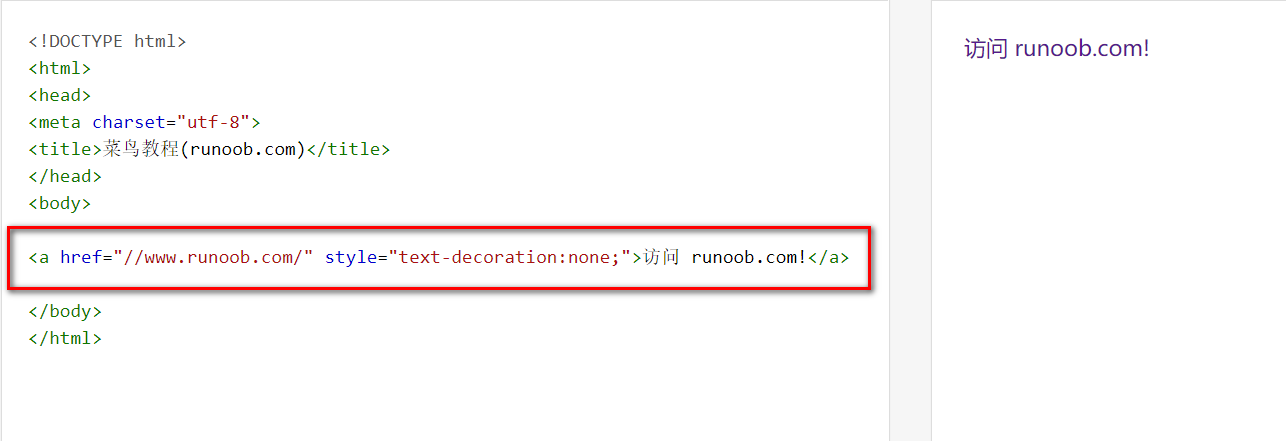 <!DOCTYPE html>
<html>
<head>
<meta charset="utf-8">
<title>菜鸟教程(runoob.com)</title>
</head>
<body>
<a href="//www.runoob.com/" style="text-decoration:none;">访问 runoob.com!</a>
</body>
</html>
访问 runoob.com!